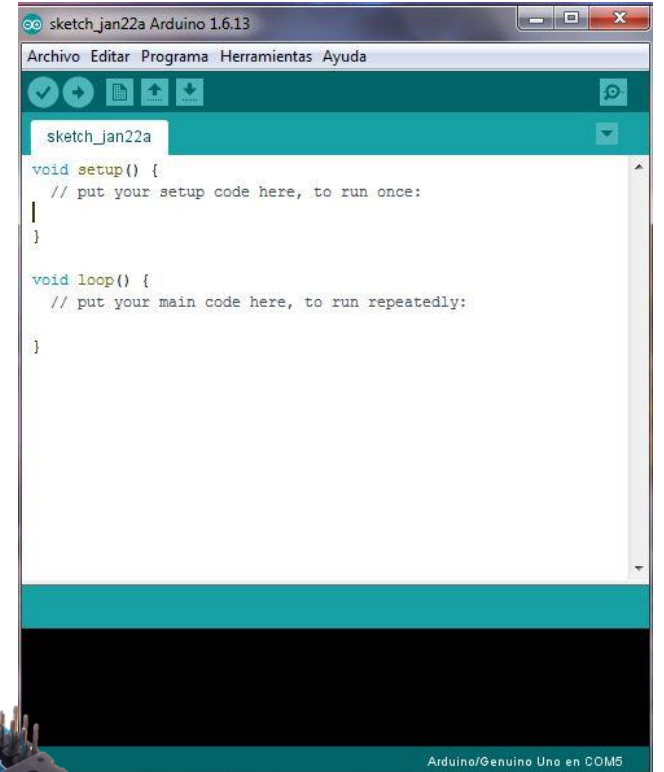 sketch_jan22a Arduino 1.6.13
Archivo Editar Programa Herramientas Ayuda
sketch_jan22a
void setup() {
// put your setup code here, to run once:
}
void loop() {
// put your main code here, to run repeatedly:
}
Arduino/Genuino Uno en COM5